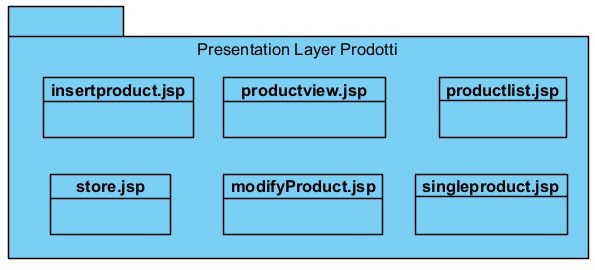 Presentation Layer Prodotti
insertproduct.jsp
productview.jsp
productlist.jsp
store.jsp
modifyProduct.jsp
singleproduct.jsp